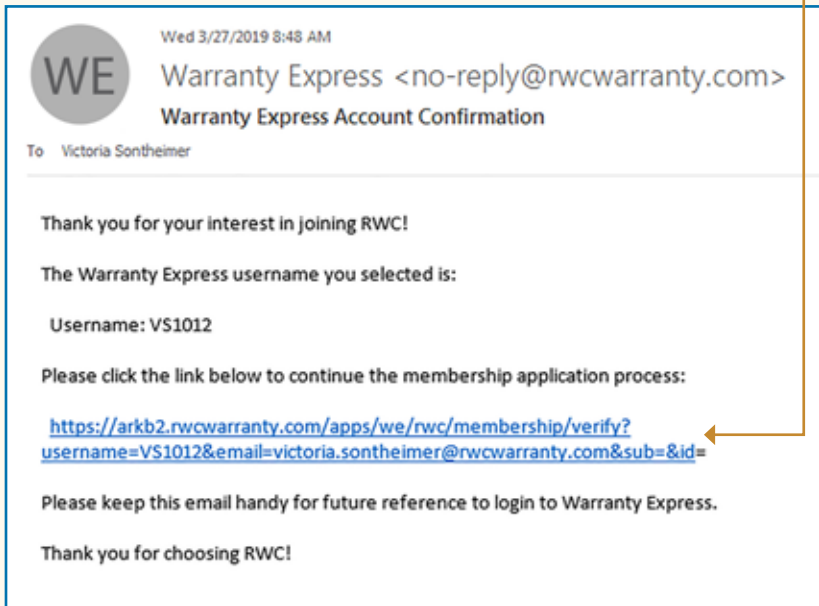 Wed 3/27/2019 8:48 AM
WE
Warranty Express <no-reply@rwcwarranty.com>
Warranty Express Account Confirmation
To Victoria Sontheimer
Thank you for your interest in joining RWC!
The Warranty Express username you selected is:
Username: VS1012
Please click the link below to continue the membership application process:
https://arkb2.rwcwarranty.com/apps/we/rwc/membership/verify?
username=VS1012&email=victoria.sontheimer@rwcwarranty.com&sub=&id=
Please keep this email handy for future reference to login to Warranty Express.
Thank you for choosing RWC!